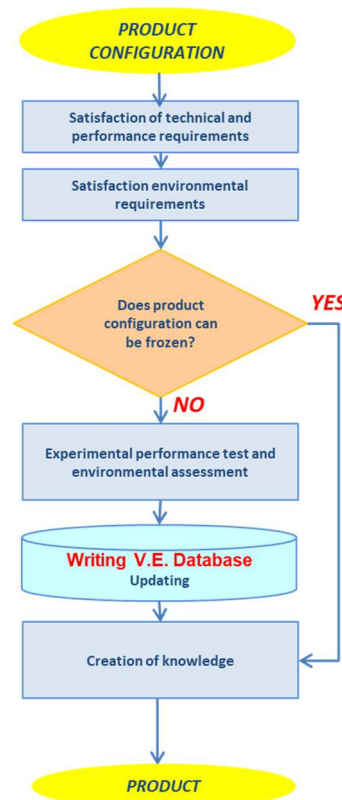 PRODUCT
CONFIGURATION
Satisfaction of technical and
performance requirements
Satisfaction environmental
requirements
Does product
configuration can
be frozen?
YES
NO
Experimental performance test and
environmental assessment
Writing V.E. Database
Updating
Creation of knowledge
PRODUCT